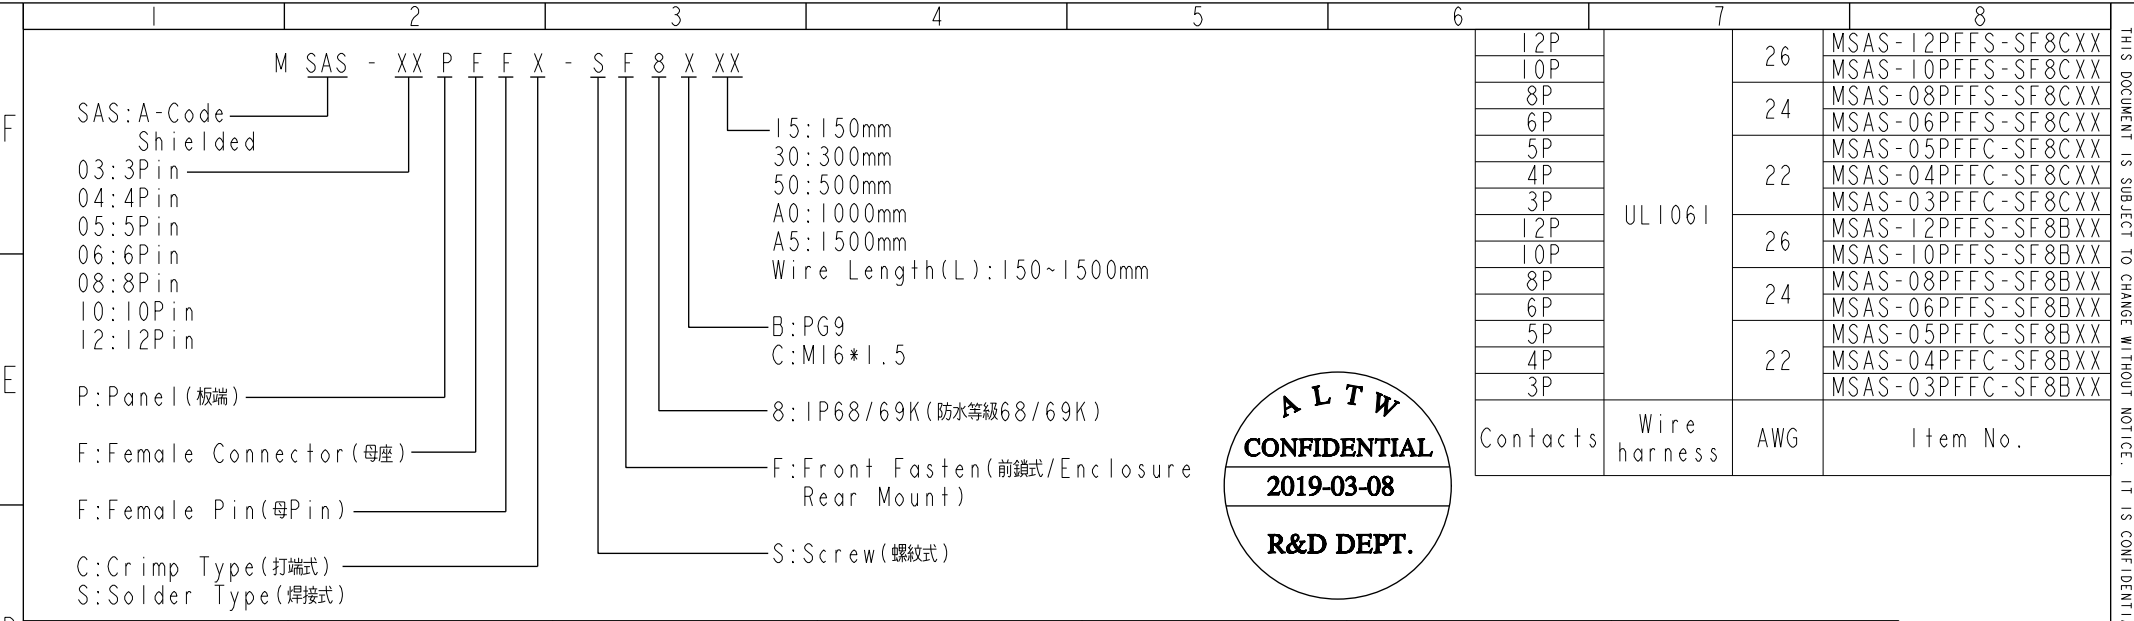 1 2 3 4 5 6 7 8
M SAS - XX P F F X - S F 8 X XX
SAS:A-Code
Shielded
03:3Pin
04:4Pin
05:5Pin
06:6Pin
08:8Pin
10:10Pin
12:12Pin
P:Panel(板端)
F:Female Connector(母座)
F:Female Pin(母Pin)
C:Crimp Type(打端式)
S:Solder Type(焊接式)
15:150mm
30:300mm
50:500mm
A0:1000mm
A5:1500mm
Wire Length(L):150~1500mm
B:PG9
C:M16*1.5
8:IP68/69K(防水等級68/69K)
F:Front Fasten(前鎖式/Enclosure
Rear Mount)
S:Screw(螺紋式)
ALTW
CONFIDENTIAL
2019-03-08
R&D DEPT.
12P UL1061 26 MSAS-12PFFS-SF8CXX
10P MSAS-10PFFS-SF8CXX
8P 24 MSAS-08PFFS-SF8CXX
6P MSAS-06PFFS-SF8CXX
5P 22 MSAS-05PFFC-SF8CXX
4P MSAS-04PFFC-SF8CXX
3P MSAS-03PFFC-SF8CXX
12P 26 MSAS-12PFFS-SF8BXX
10P MSAS-10PFFS-SF8BXX
8P 24 MSAS-08PFFS-SF8BXX
6P MSAS-06PFFS-SF8BXX
5P 22 MSAS-05PFFC-SF8BXX
4P MSAS-04PFFC-SF8BXX
3P MSAS-03PFFC-SF8BXX
Contacts Wire harness AWG Item No.
F
E
THIS DOCUMENT IS SUBJECT TO CHANGE WITHOUT NOTICE. IT IS